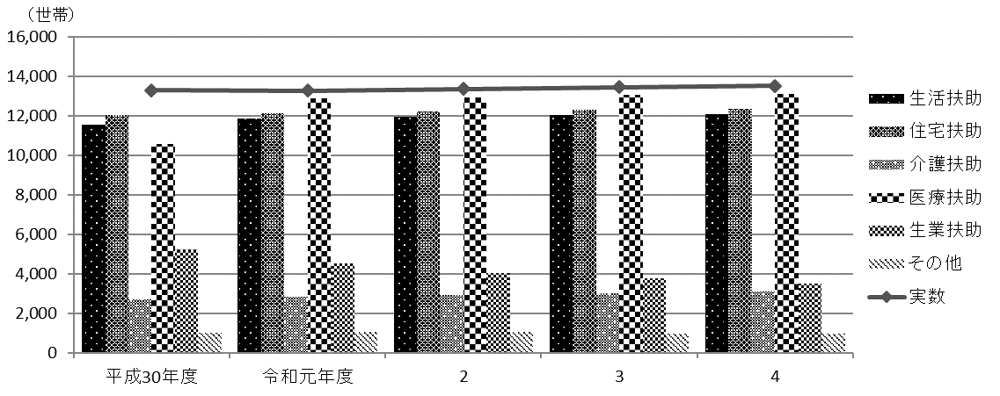 （世帯）
16,000
14,000
12,000
10,000
8,000
6,000
4,000
2,000
0
平成30年度 令和元年度 2 3 4
生活扶助
住宅扶助
介護扶助
医療扶助
生業扶助
その他
実数